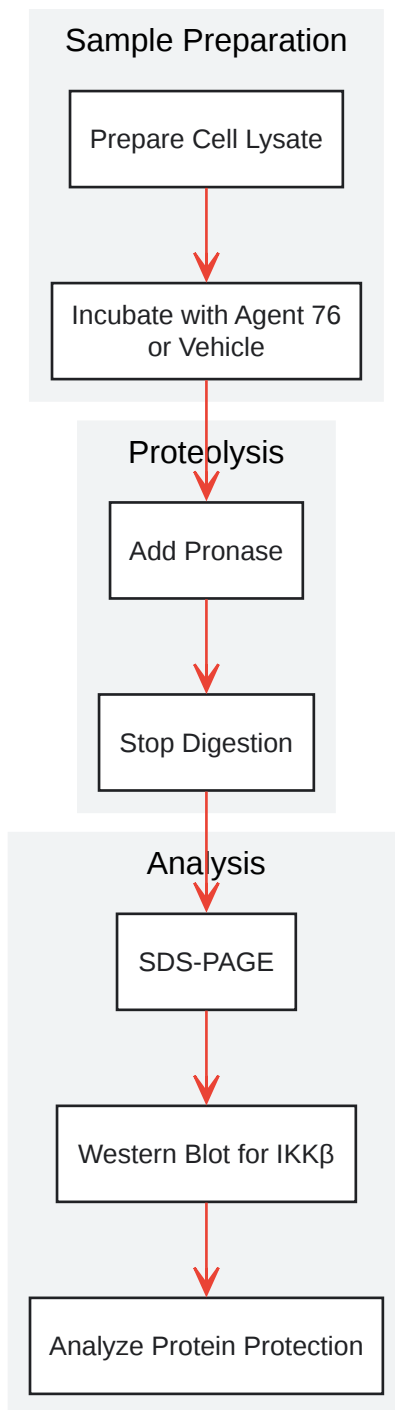 Sample Preparation
Prepare Cell Lysate
Incubate with Agent 76
or Vehicle
Proteolysis
Add Pronase
Stop Digestion
Analysis
SDS-PAGE
Western Blot for IKKβ
Analyze Protein Protection